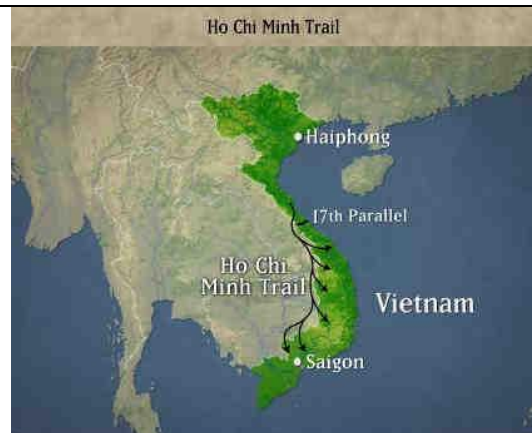 Ho Chi Minh Trail
Haiphong
17th Parallel
Ho Chi
Minh Trail
Vietnam
Saigon